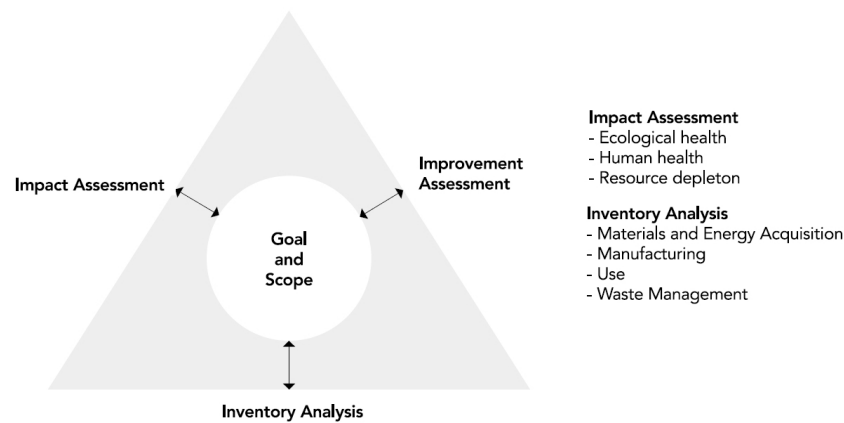 Impact Assessment
Improvement
Assessment
Goal
and
Scope
Inventory Analysis
Impact Assessment
- Ecological health
- Human health
- Resource depleton
Inventory Analysis
- Materials and Energy Acquisition
- Manufacturing
- Use
- Waste Management